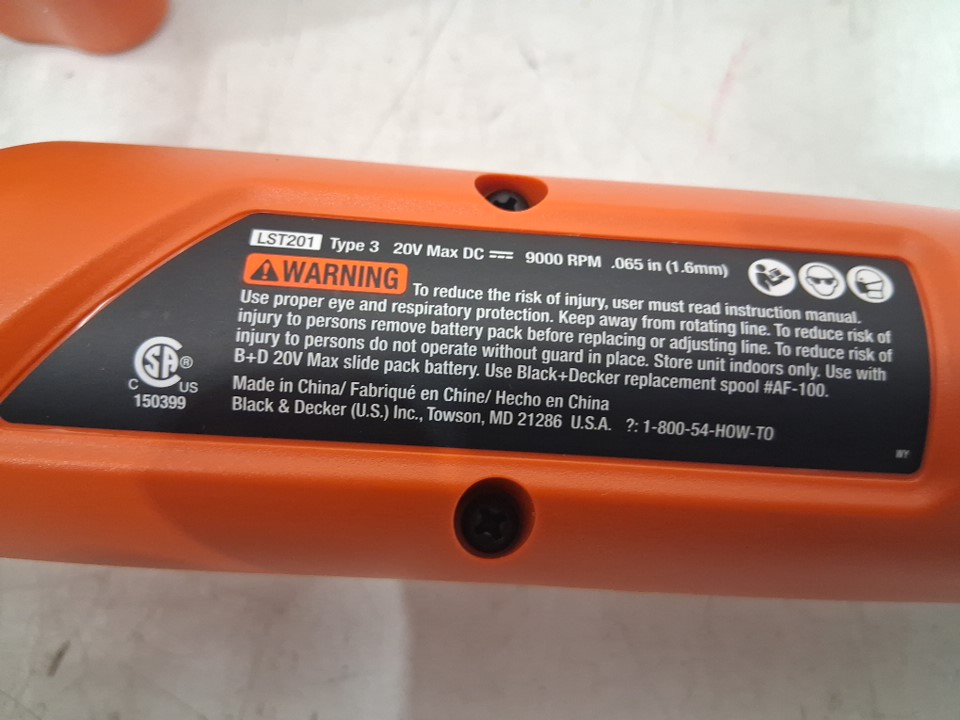 LST201 Type 3 20V Max DC 9000 RPM .065 in (1.6mm)
⚠WARNING To reduce the risk of injury, user must read instruction manual.
Use proper eye and respiratory protection. Keep away from rotating line. To reduce risk of
injury to persons remove battery pack before replacing or adjusting line. To reduce risk of
injury to persons do not operate without guard in place. Store unit indoors only. Use with
B+D 20V Max slide pack battery. Use Black+Decker replacement spool #AF-100.
Made in China/ Fabriqué en Chine/ Hecho en China
Black & Decker (U.S.) Inc., Towson, MD 21286 U.S.A. ?: 1-800-54-HOW-TO
CSA®
C US
150399